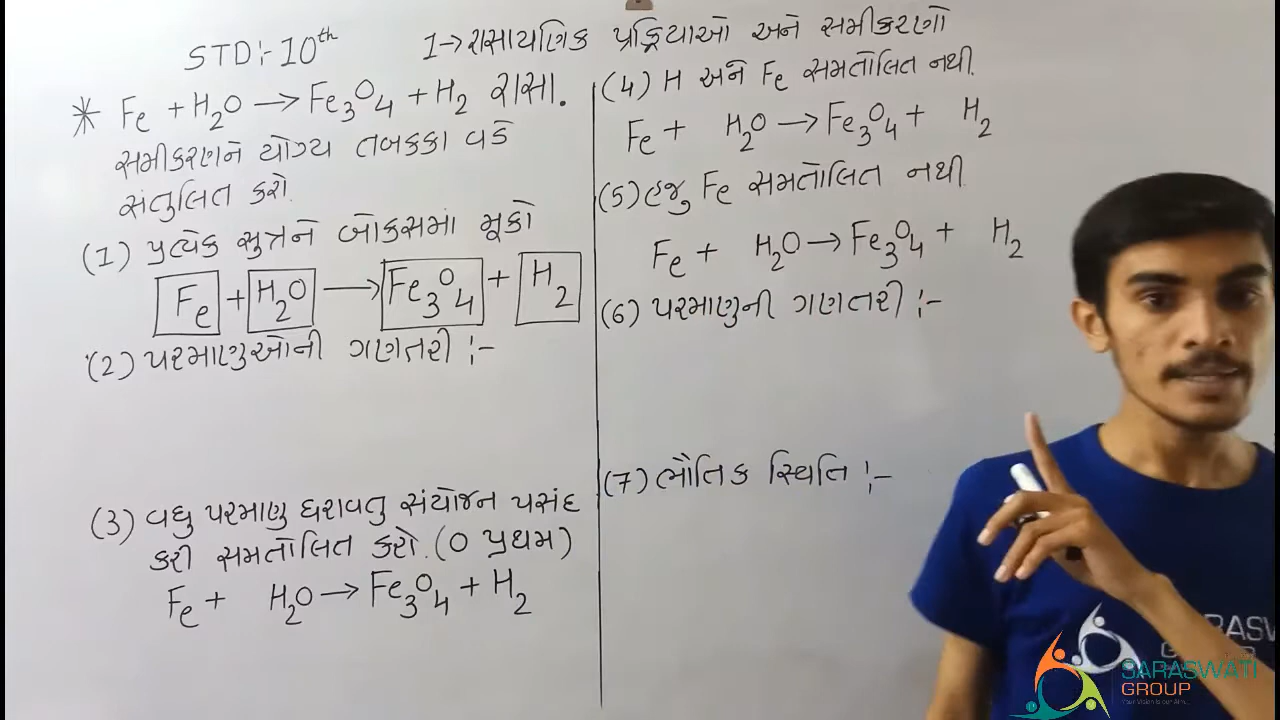 STD:- 10th 1→ રાસાયણિક પ્રક્રિયાઓ અને સમીકરણો
* Fe + H2O → Fe3O4 + H2 રાસા.
સમીકરણને યોગ્ય તબક્કા વડે
સંતુલિત કરો.
(1) પ્રત્યેક સુત્રને બોકસમાં મૂકો
Fe + H2O → Fe3O4 + H2
(2) પરમાણુઓની ગણતરી :-
(3) વધુ પરમાણુ ધરાવતુ સંયોજન પસંદ
કરી સમતોલિત કરો. (O પ્રથમ)
Fe + H2O → Fe3O4 + H2
(4) H અને Fe સમતોલિત નથી.
Fe + H2O → Fe3O4 + H2
(5) હજુ Fe સમતોલિત નથી.
Fe + H2O → Fe3O4 + H2
(6) પરમાણુની ગણતરી :-
(7) ભૌતિક સ્થિતિ :-
SARASWATI
GROUP